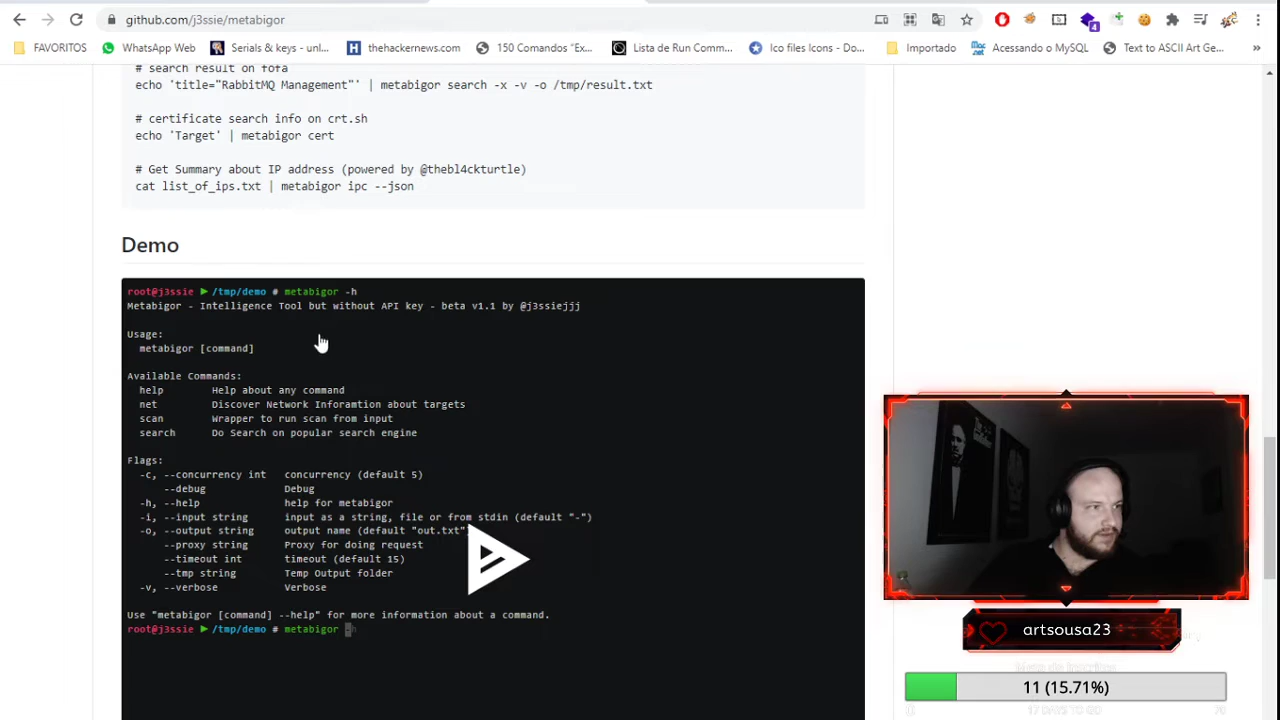 github.com/j3ssie/metabigor
FAVORITOS
WhatsApp Web
Serials & keys - unl...
thehackernews.com
150 Comandos "Ex...
Lista de Run Comm...
Ico files Icons - Do...
Importado
Acessando o MySQL
Text to ASCII Art Ge...
»
# search result on fofa
echo 'title="RabbitMQ Management"' | metabigor search -x -v -o /tmp/result.txt
# certificate search info on crt.sh
echo 'Target' | metabigor cert
# Get Summary about IP address (powered by @thebl4ckturtle)
cat list_of_ips.txt | metabigor ipc --json
Demo
root@j3ssie ► /tmp/demo # metabigor -h
Metabigor - Intelligence Tool but without API key - beta v1.1 by @j3ssiejjj
Usage:
metabigor [command]
Available Commands:
help Help about any command
net Discover Network Inforamtion about targets
scan Wrapper to run scan from input
search Do Search on popular search engine
Flags:
-c, --concurrency int concurrency (default 5)
--debug Debug
-h, --help help for metabigor
-i, --input string input as a string, file or from stdin (default "-")
-o, --output string output name (default "out.txt"
--proxy string Proxy for doing request
--timeout int timeout (default 15)
--tmp string Temp Output folder
-v, --verbose Verbose
Use "metabigor [command] --help" for more information about a command.
root@j3ssie ► /tmp/demo # metabigor -h
artsousa23
11 (15.71%)